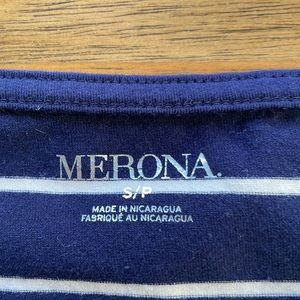 MERONA.
S/P
MADE IN NICARAGUA
FABRIQUÉ AU NICARAGUA